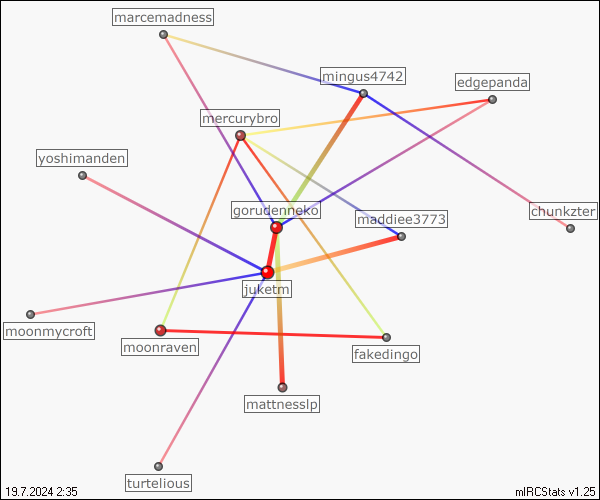 marcemadness
mingus4742
edgepanda
mercurybro
yoshimanden
gorudenneko
maddiee3773
chunkzter
juketm
moonmycroft
moonraven
fakedingo
mattnesslp
turtelious
19.7.2024 2:35
mIRCStats v1.25